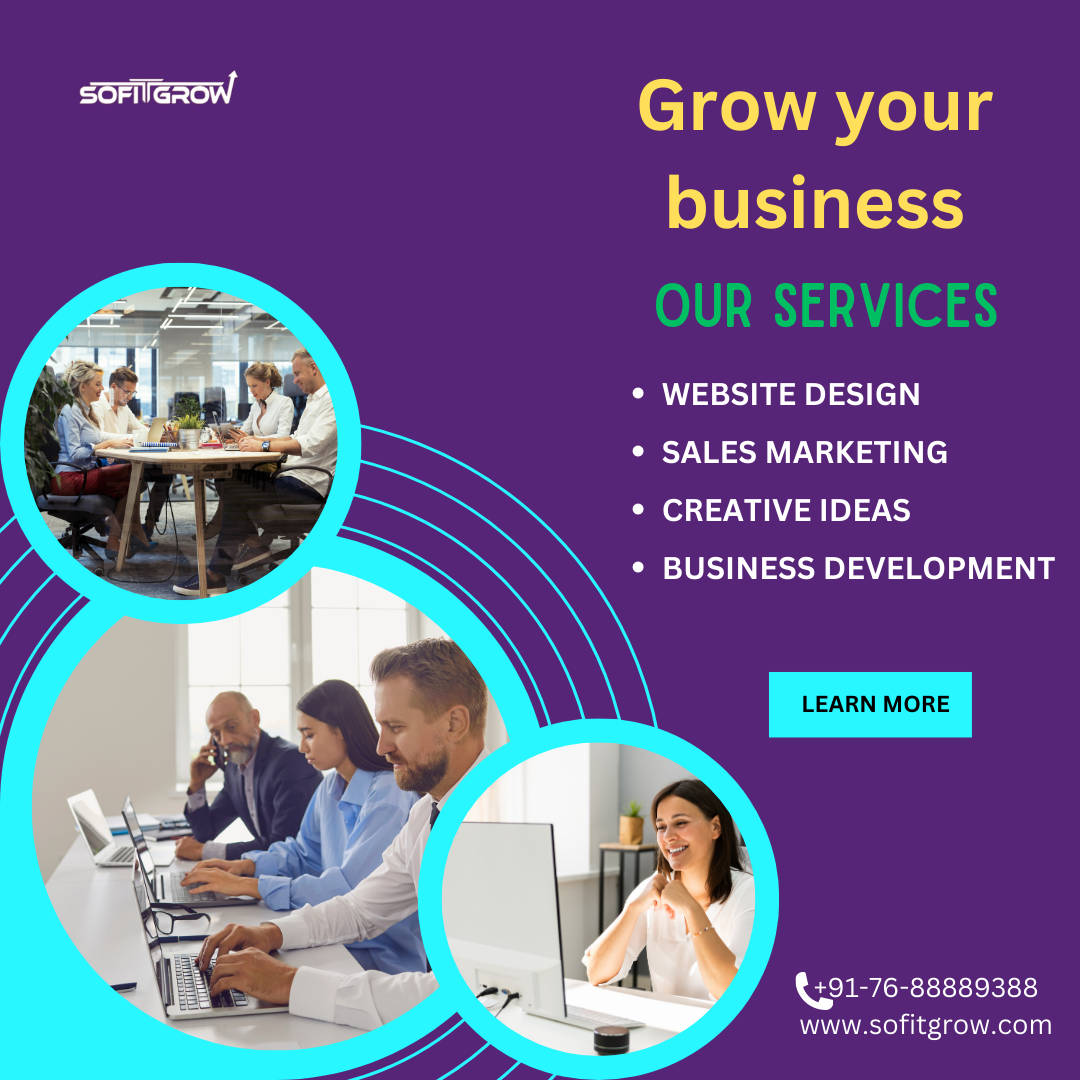 SOFITGROW
Grow your
business
OUR SERVICES
• WEBSITE DESIGN
• SALES MARKETING
• CREATIVE IDEAS
• BUSINESS DEVELOPMENT
LEARN MORE
+91-76-88889388
www.sofitgrow.com